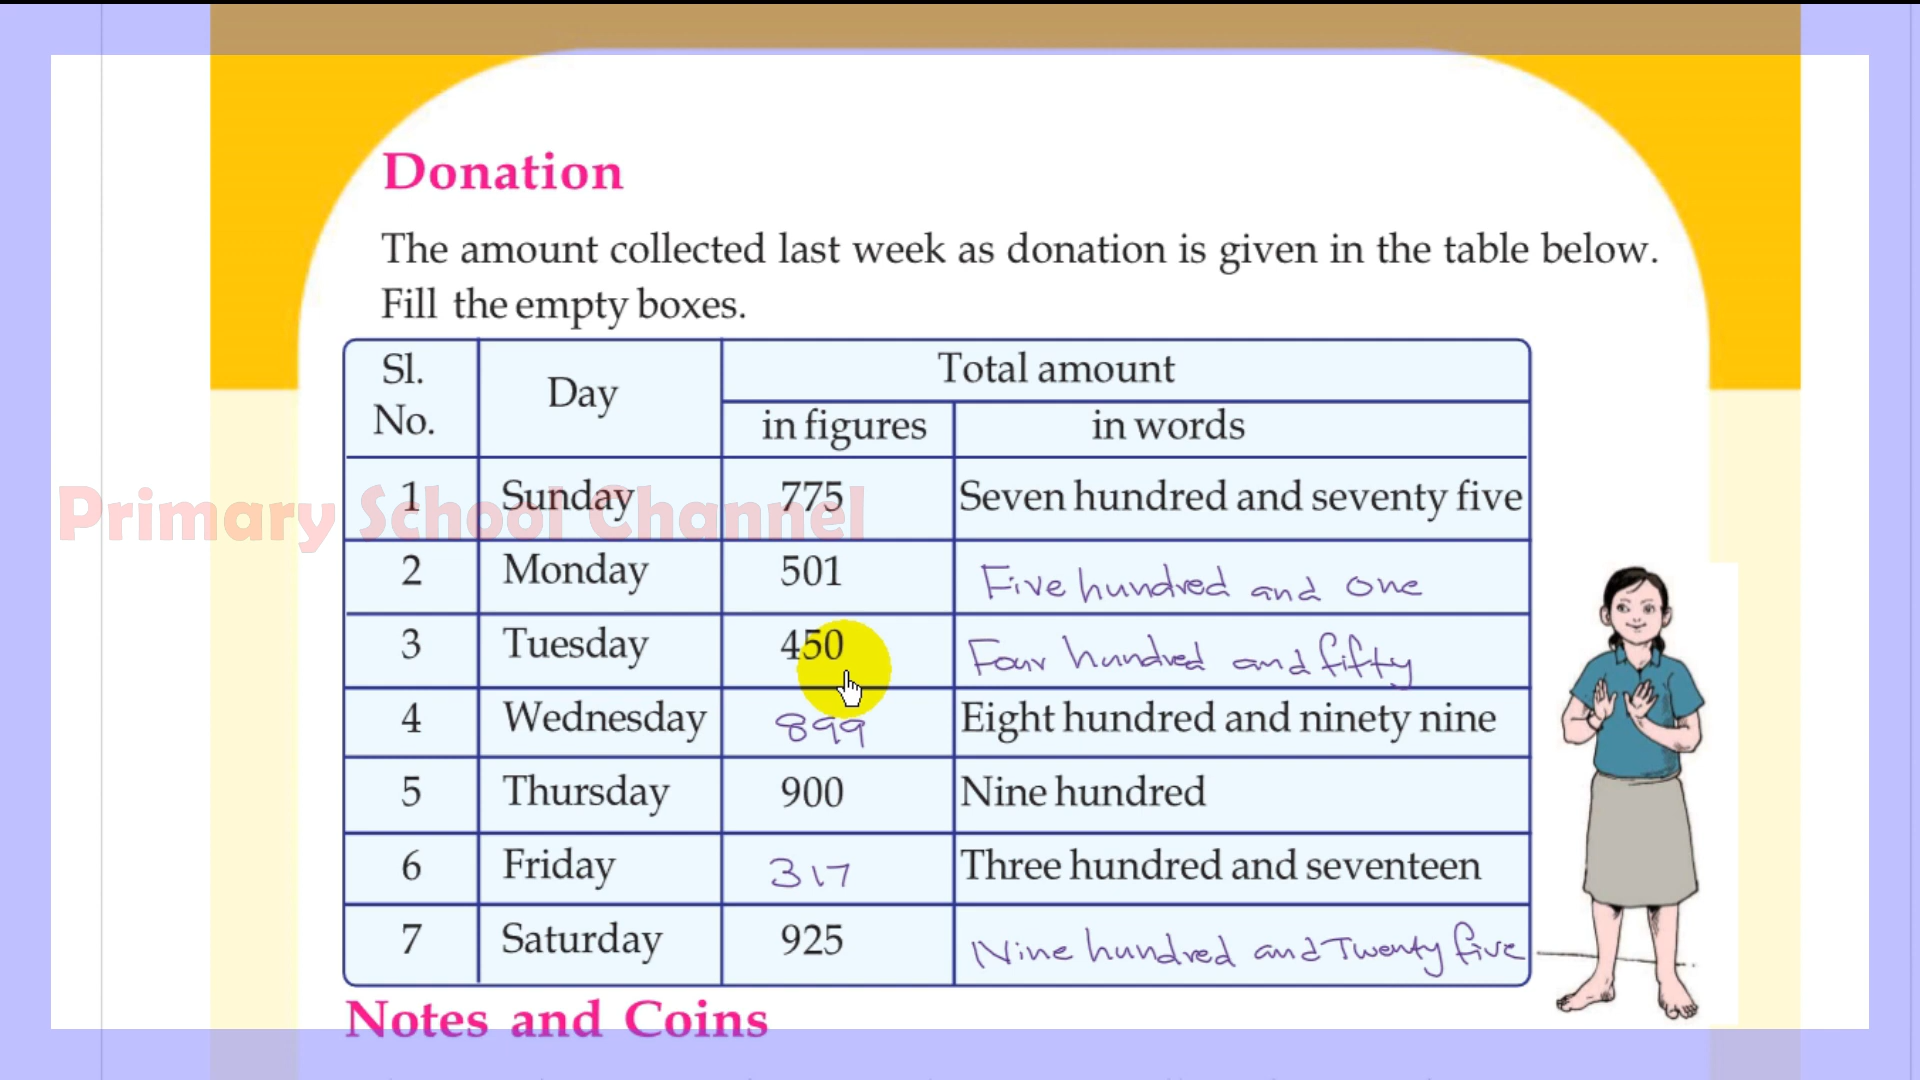 Donation
The amount collected last week as donation is given in the table below.
Fill the empty boxes.
Sl. No. Day Total amount
in figures in words
1 Sunday 775 Seven hundred and seventy five
2 Monday 501 Five hundred and one
3 Tuesday 450 Four hundred and fifty
4 Wednesday 899 Eight hundred and ninety nine
5 Thursday 900 Nine hundred
6 Friday 317 Three hundred and seventeen
7 Saturday 925 Nine hundred and Twenty five
Notes and Coins
Primary School Channel